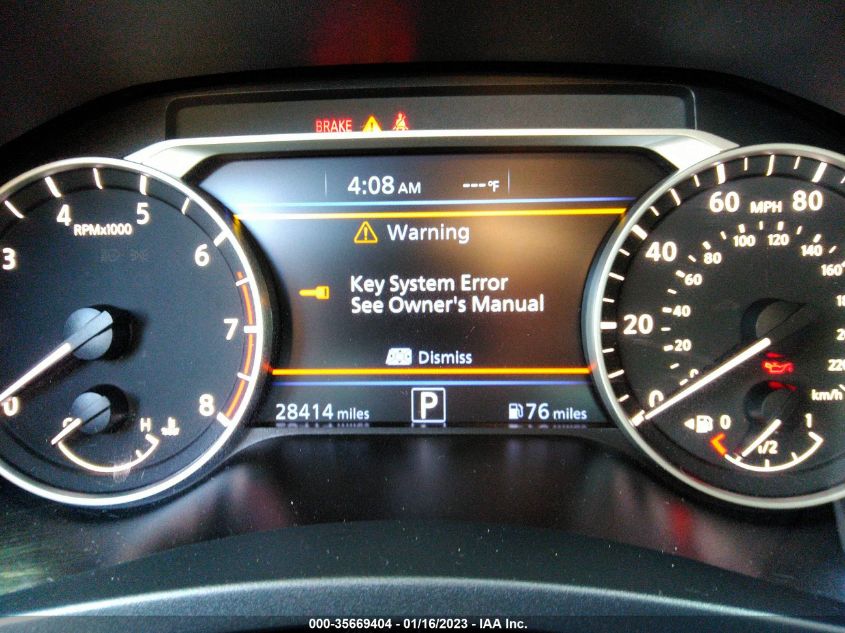 BRAKE
4:08 AM
---°F
Warning
Key System Error
See Owner's Manual
Dismiss
28414 miles
P
76 miles
3
4
5
6
7
8
0
RPMx1000
H
0
20
40
60
80
MPH
20
40
60
80
100
120
140
160
220
km/h
0
1/2
1
000-35669404 - 01/16/2023 - IAA Inc.